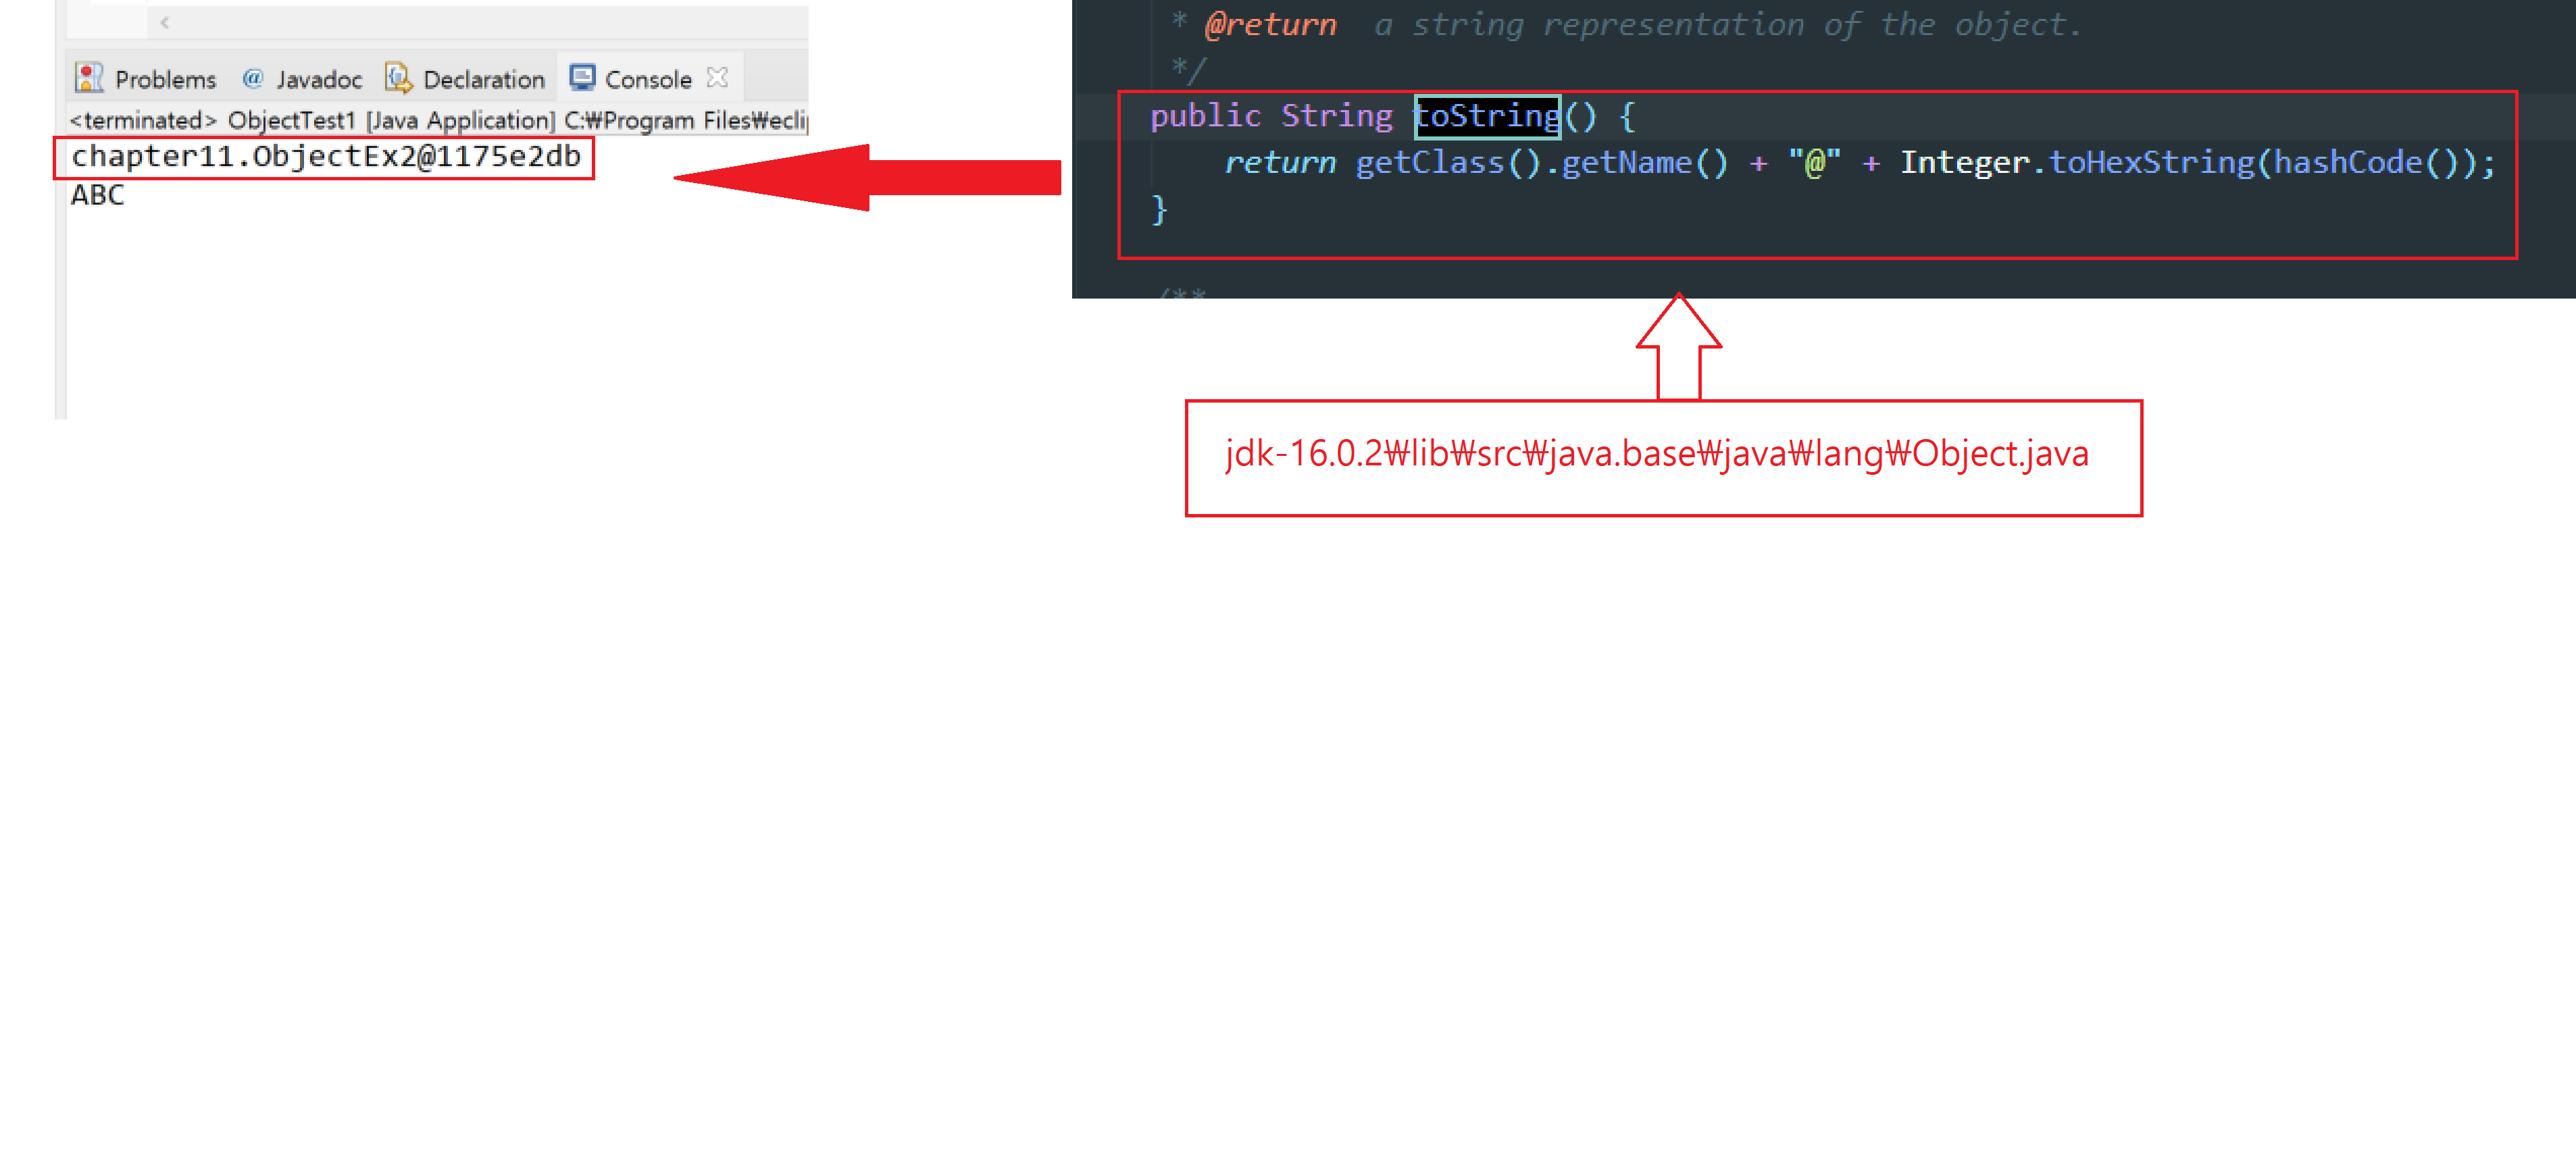 <
Problems @ Javadoc Declaration Console
<terminated> ObjectTest1 [Java Application] C:₩Program Files₩ecli
chapter11.ObjectEx2@1175e2db
ABC
* @return  a string representation of the object.
*/
public String toString() {
return getClass().getName() + "@" + Integer.toHexString(hashCode());
}
/**
jdk-16.0.2₩lib₩src₩java.base₩java₩lang₩Object.java